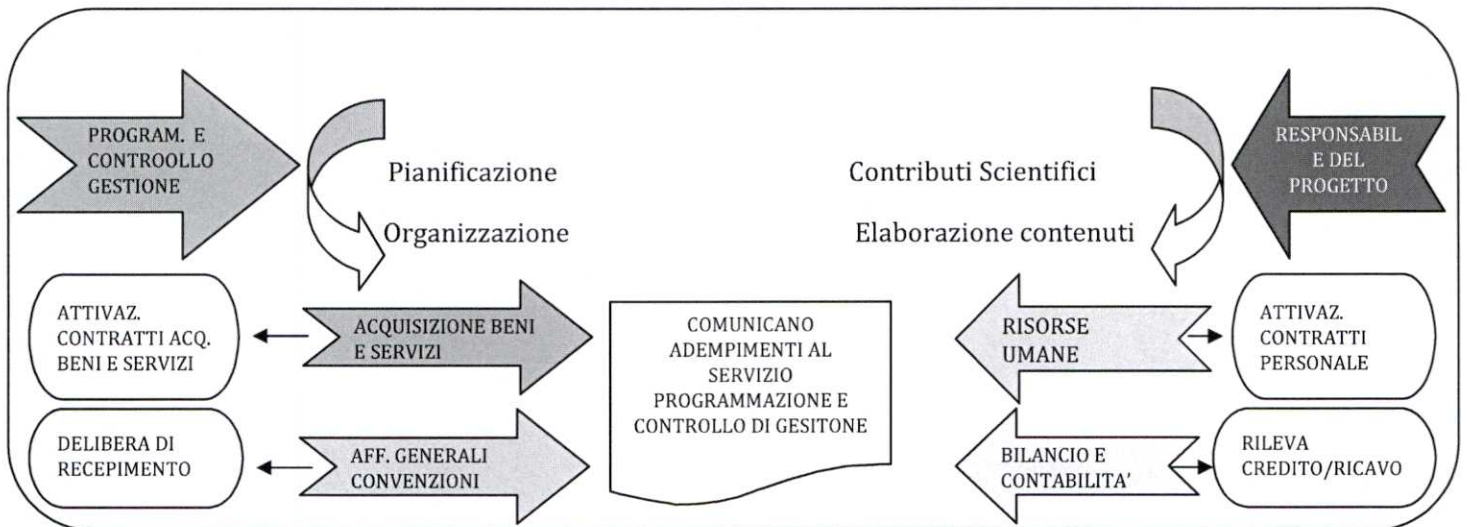 PROGRAM. E
CONTROOLLO
GESTIONE
Pianificazione
Organizzazione
Contributi Scientifici
Elaborazione contenuti
RESPONSABIL
E DEL
PROGETTO
ATTIVAZ.
CONTRATTI ACQ.
BENI E SERVIZI
ACQUISIZIONE BENI
E SERVIZI
COMUNICANO
ADEMPIMENTI AL
SERVIZIO
PROGRAMMAZIONE E
CONTROLLO DI GESITONE
RISORSE
UMANE
ATTIVAZ.
CONTRATTI
PERSONALE
DELIBERA DI
RECEPIMENTO
AFF. GENERALI
CONVENZIONI
BILANCIO E
CONTABILITA'
RILEVA
CREDITO/RICAVO